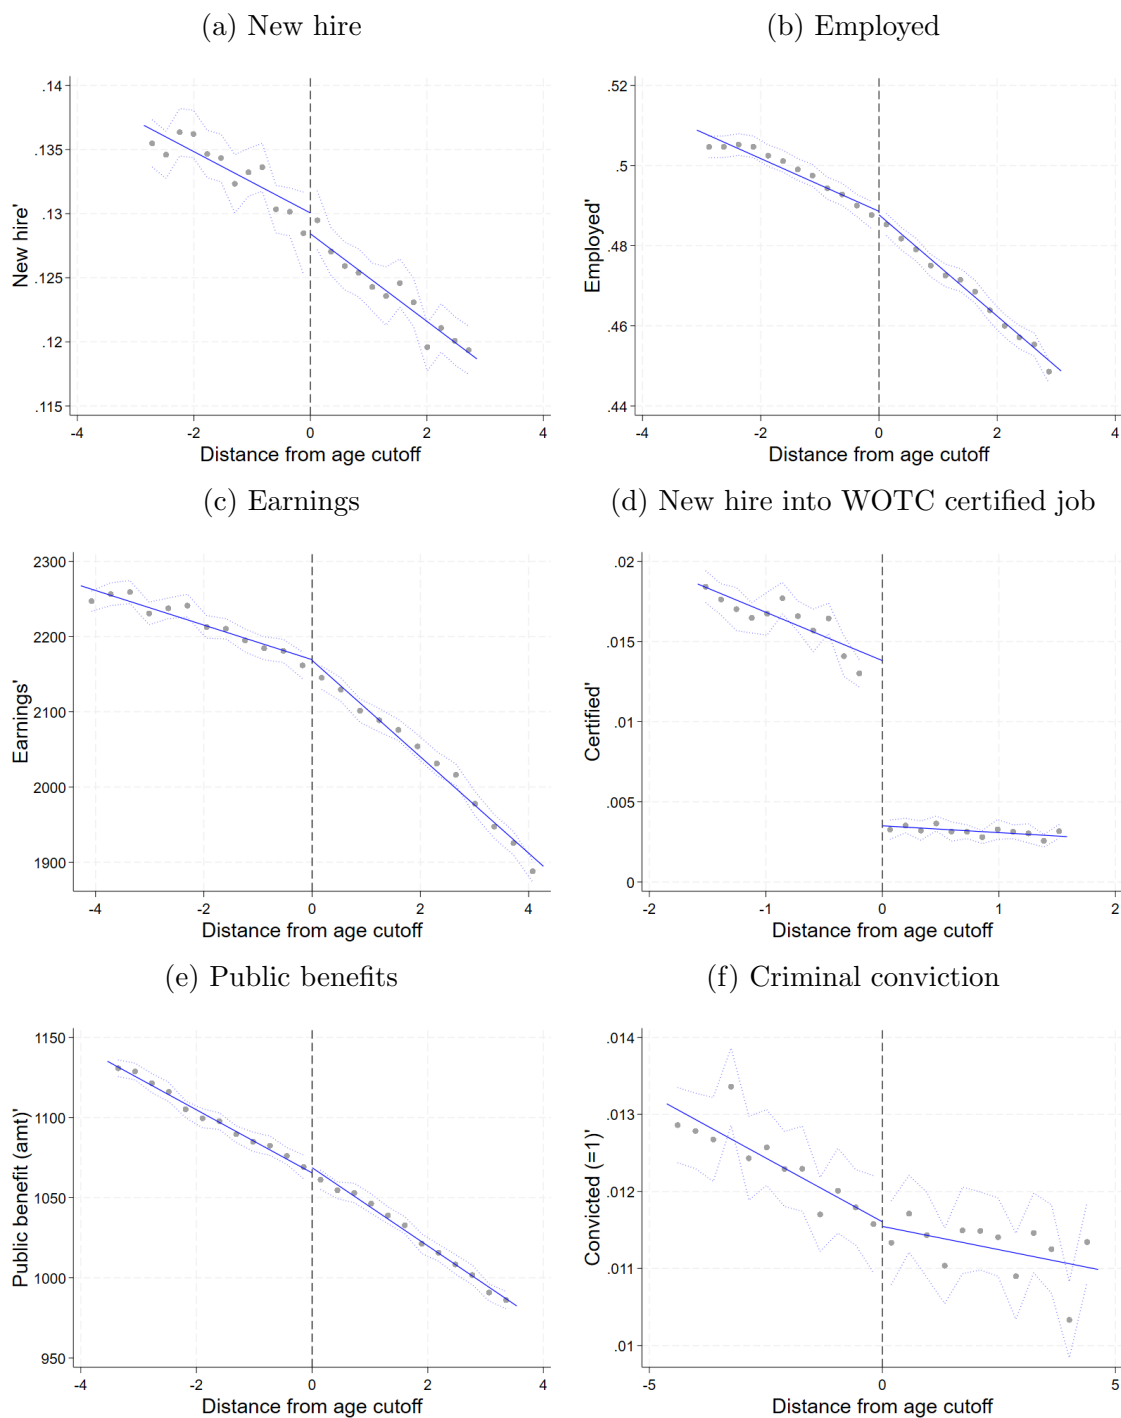 (a) New hire
(b) Employed
.14
.135
.13
.125
.12
.115
New hire'
-4 -2 0 2 4
Distance from age cutoff
.52
.5
.48
.46
.44
Employed'
-4 -2 0 2 4
Distance from age cutoff
(c) Earnings
(d) New hire into WOTC certified job
2300
2200
2100
2000
1900
Earnings'
-4 -2 0 2 4
Distance from age cutoff
.02
.015
.01
.005
0
Certified'
-2 -1 0 1 2
Distance from age cutoff
(e) Public benefits
(f) Criminal conviction
1150
1100
1050
1000
950
Public benefit (amt)'
-4 -2 0 2 4
Distance from age cutoff
.014
.013
.012
.011
.01
Convicted (=1)'
-5 0 5
Distance from age cutoff